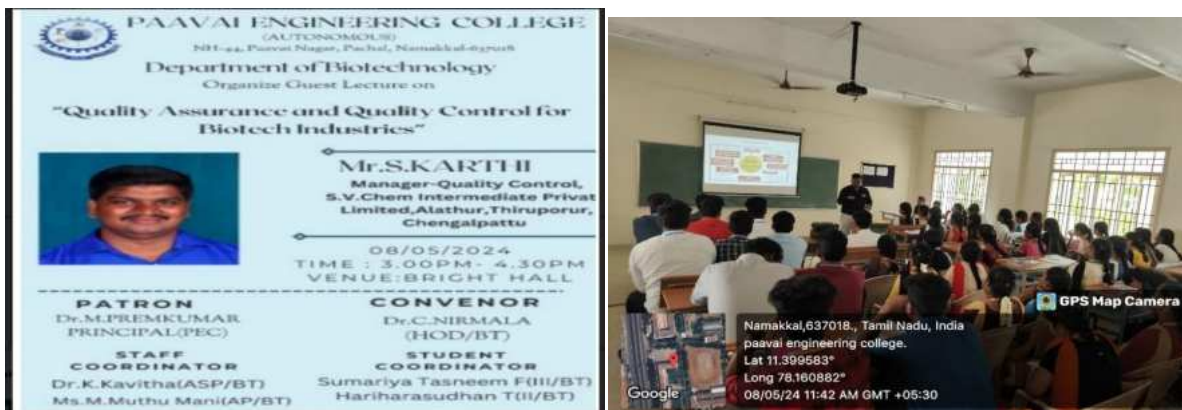 PAAVAI ENGINEERING COLLEGE
(AUTONOMOUS)
NH-44, Paavai Nagar, Pachal, Namakkal-637018
Department of Biotechnology
Organize Guest Lecture on
"Quality Assurance and Quality Control for
Biotech Industries"
Mr.S.KARTHI
Manager-Quality Control,
S.V.Chem Intermediate Privat
Limited,Alathur,Thiruporur,
Chengalpattu
08/05/2024
TIME : 3.00PM- 4.30PM
VENUE:BRIGHT HALL
PATRON
Dr.M.PREMKUMAR
PRINCIPAL(PEC)
CONVENOR
Dr.C.NIRMALA
(HOD/BT)
STAFF
COORDINATOR
Dr.K.Kavitha(ASP/BT)
Ms.M.Muthu Mani(AP/BT)
STUDENT
COORDINATOR
Sumariya Tasneem F(III/BT)
Hariharasudhan T(II/BT)
GPS Map Camera
Google
Namakkal,637018., Tamil Nadu, India
paavai engineering college.
Lat 11.399583°
Long 78.160882°
08/05/24 11:42 AM GMT +05:30